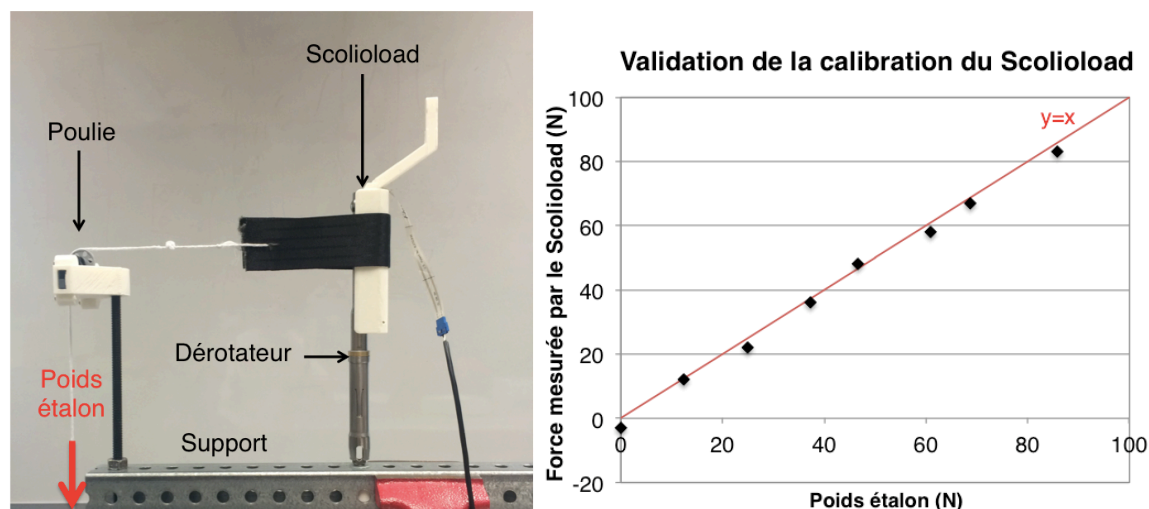 Scolioload
Poulie
Dérotateur
Poids
étalon
Support
Validation de la calibration du Scolioload
Force mesurée par le Scolioload (N)
100
80
60
40
20
0
-20
y=x
0
20
40
60
80
100
Poids étalon (N)